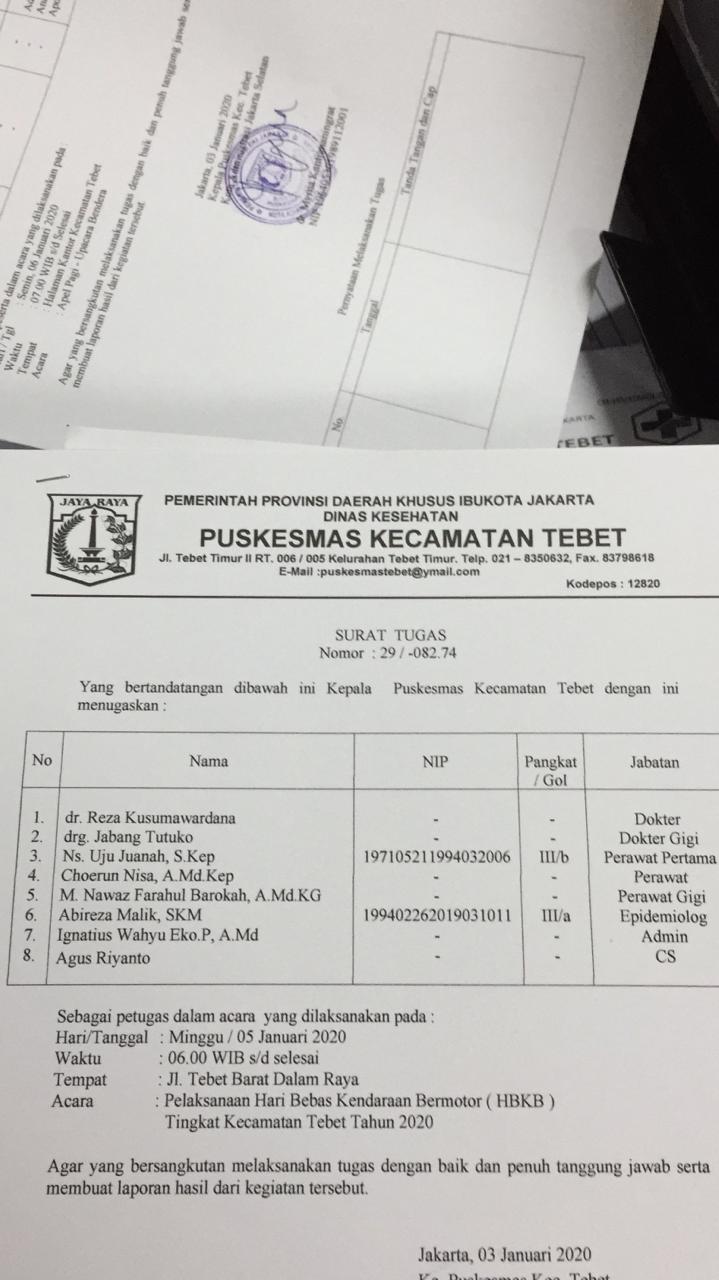 serta dalam acara yang dilaksanakan pada :
Hari / Tgl : Senin, 06 Januari 2020
Waktu : 07.00 WIB s/d Selesai
Tempat : Halaman Kantor Kecamatan Tebet
Acara : Apel Pagi - Upacara Bendera
Agar yang bersangkutan melaksanakan tugas dengan baik dan penuh tanggung jawab
membuat laporan hasil dari kegiatan tersebut.
Jakarta, 03 Januari 2020
Kepala Puskesmas Kec. Tebet
Jakarta Selatan
NIP
Pernyataan Melaksanakan Tugas
No
Tanggal
Tanda Tangan dan Cap
KARTA
TEBET
JAYA RAYA
PEMERINTAH PROVINSI DAERAH KHUSUS IBUKOTA JAKARTA
DINAS KESEHATAN
PUSKESMAS KECAMATAN TEBET
Jl. Tebet Timur II RT. 006 / 005 Kelurahan Tebet Timur. Telp. 021 – 8350632, Fax. 83798618
E-Mail :puskesmastebet@ymail.com
Kodepos : 12820
SURAT TUGAS
Nomor : 29 / -082.74
Yang bertandatangan dibawah ini Kepala Puskesmas Kecamatan Tebet dengan ini
menugaskan :
No Nama NIP Pangkat / Gol Jabatan
1. dr. Reza Kusumawardana - - Dokter
2. drg. Jabang Tutuko - - Dokter Gigi
3. Ns. Uju Juanah, S.Kep 197105211994032006 III/b Perawat Pertama
4. Choerun Nisa, A.Md.Kep - - Perawat
5. M. Nawaz Farahul Barokah, A.Md.KG - - Perawat Gigi
6. Abireza Malik, SKM 199402262019031011 III/a Epidemiolog
7. Ignatius Wahyu Eko.P, A.Md - - Admin
8. Agus Riyanto - - CS
Sebagai petugas dalam acara yang dilaksanakan pada :
Hari/Tanggal : Minggu / 05 Januari 2020
Waktu : 06.00 WIB s/d selesai
Tempat : Jl. Tebet Barat Dalam Raya
Acara : Pelaksanaan Hari Bebas Kendaraan Bermotor ( HBKB )
Tingkat Kecamatan Tebet Tahun 2020
Agar yang bersangkutan melaksanakan tugas dengan baik dan penuh tanggung jawab serta
membuat laporan hasil dari kegiatan tersebut.
Jakarta, 03 Januari 2020
Puskesmas Kec. Tebet